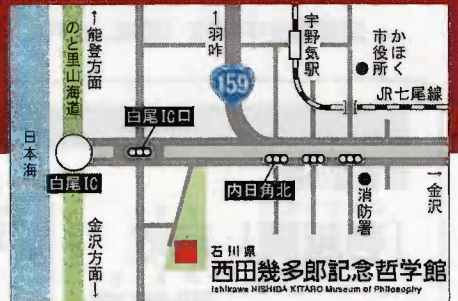 ↑能登方面
のと里山海道
↑羽咋
宇野気駅
かほく
市役所
159
JR七尾線
白尾IC口
日本海
白尾IC
内日角北
消防署
→金沢
金沢方面↓
石川県
西田幾多郎記念哲学館
Ishikawa NISHIDA KITARO Museum of Philosophy